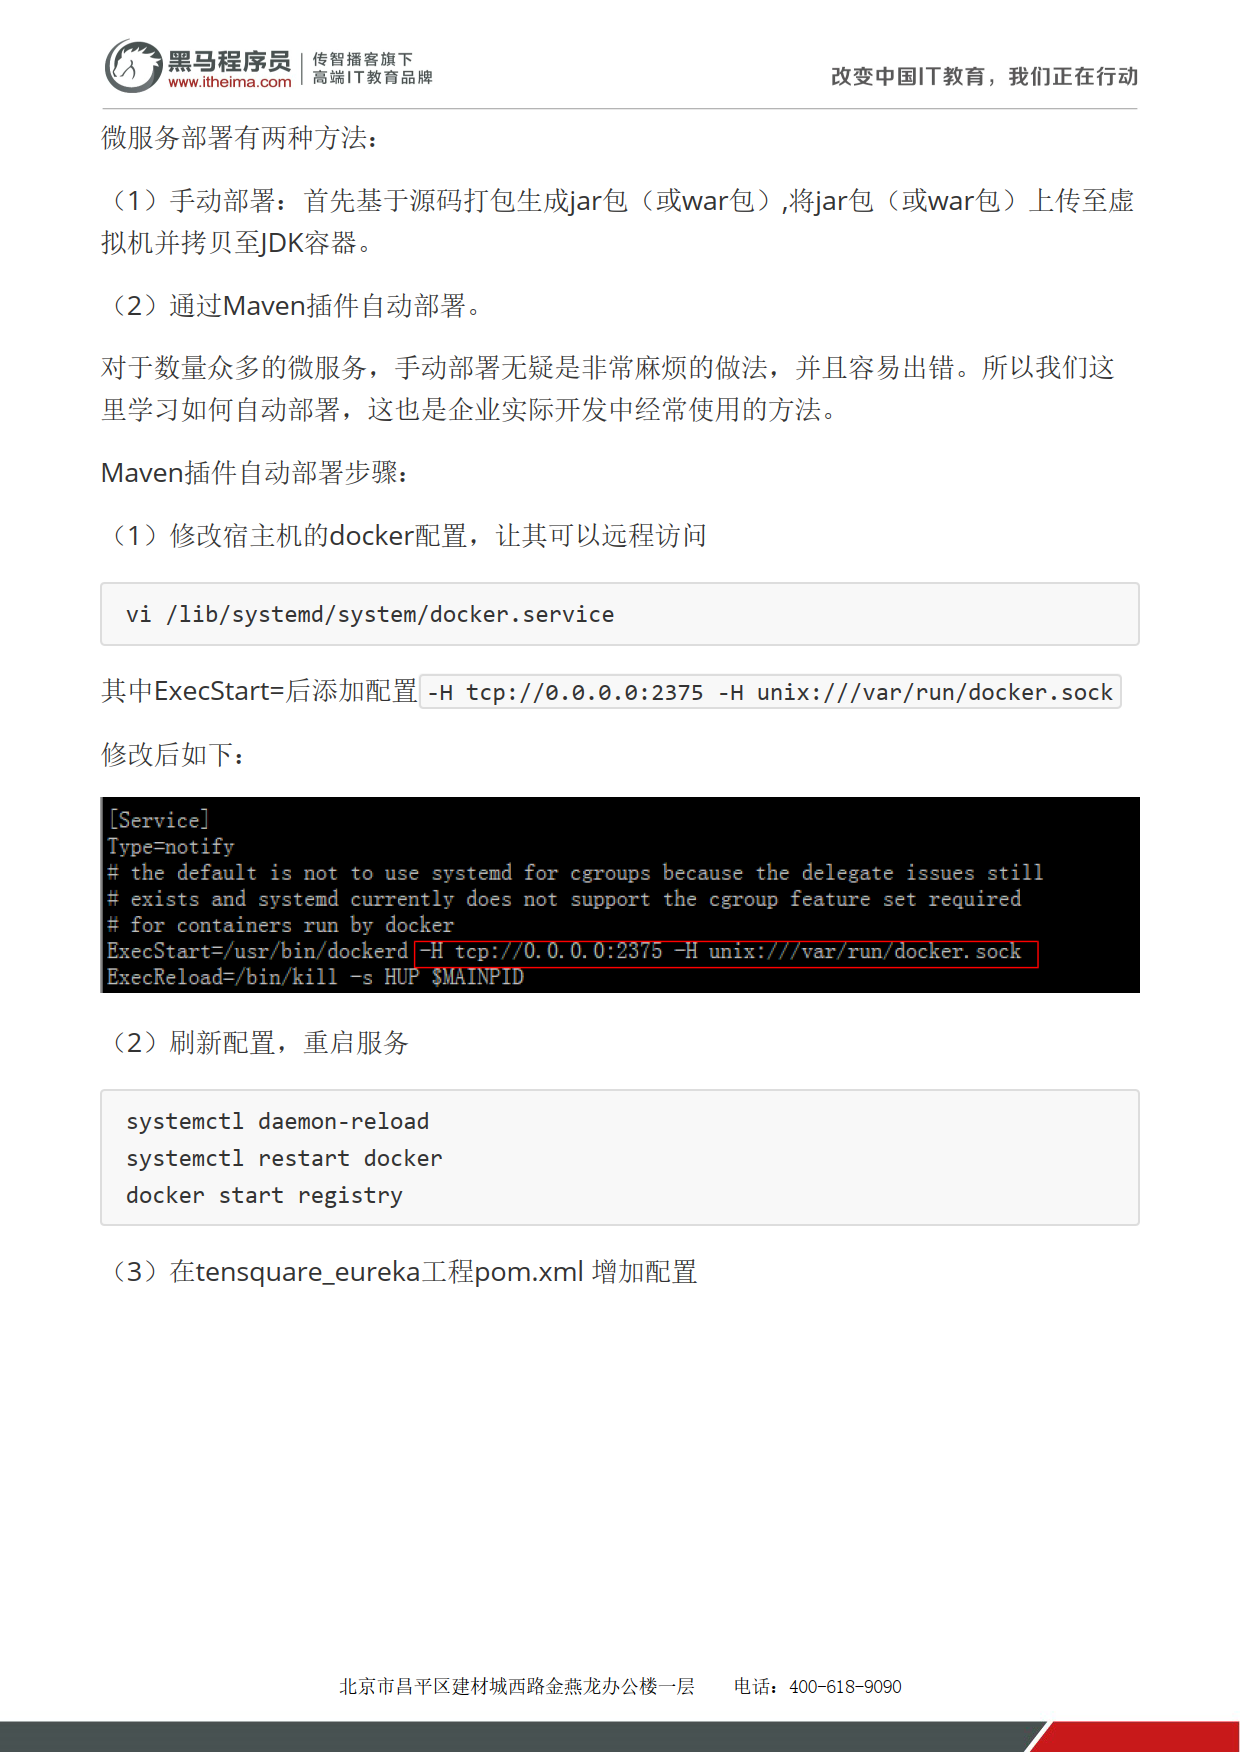 黑马程序员
www.itheima.com
传智播客旗下
高端IT教育品牌
改变中国IT教育，我们正在行动
微服务部署有两种方法：
（1）手动部署：首先基于源码打包生成jar包（或war包）,将jar包（或war包）上传至虚
拟机并拷贝至JDK容器。
（2）通过Maven插件自动部署。
对于数量众多的微服务，手动部署无疑是非常麻烦的做法，并且容易出错。所以我们这
里学习如何自动部署，这也是企业实际开发中经常使用的方法。
Maven插件自动部署步骤：
（1）修改宿主机的docker配置，让其可以远程访问
vi /lib/systemd/system/docker.service
其中ExecStart=后添加配置 -H tcp://0.0.0.0:2375 -H unix:///var/run/docker.sock
修改后如下：
[Service]
Type=notify
# the default is not to use systemd for cgroups because the delegate issues still
# exists and systemd currently does not support the cgroup feature set required
# for containers run by docker
ExecStart=/usr/bin/dockerd -H tcp://0.0.0.0:2375 -H unix:///var/run/docker.sock
ExecReload=/bin/kill -s HUP $MAINPID
（2）刷新配置，重启服务
systemctl daemon-reload
systemctl restart docker
docker start registry
（3）在tensquare_eureka工程pom.xml 增加配置
北京市昌平区建材城西路金燕龙办公楼一层 电话：400-618-9090